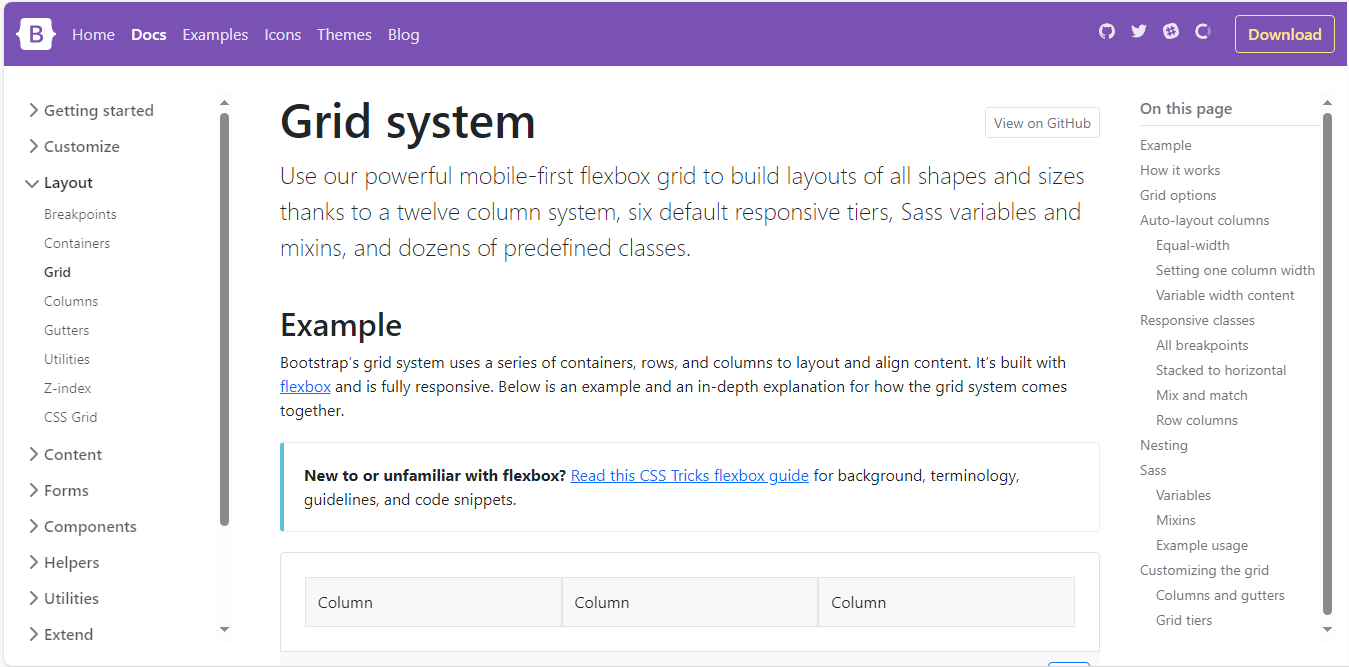 B
Home Docs Examples Icons Themes Blog
Download
Getting started
Customize
Layout
Breakpoints
Containers
Grid
Columns
Gutters
Utilities
Z-index
CSS Grid
Content
Forms
Components
Helpers
Utilities
Extend
Grid system
View on GitHub
Use our powerful mobile-first flexbox grid to build layouts of all shapes and sizes
thanks to a twelve column system, six default responsive tiers, Sass variables and
mixins, and dozens of predefined classes.
Example
Bootstrap’s grid system uses a series of containers, rows, and columns to layout and align content. It’s built with
flexbox and is fully responsive. Below is an example and an in-depth explanation for how the grid system comes
together.
New to or unfamiliar with flexbox? Read this CSS Tricks flexbox guide for background, terminology,
guidelines, and code snippets.
Column Column Column
On this page
Example
How it works
Grid options
Auto-layout columns
Equal-width
Setting one column width
Variable width content
Responsive classes
All breakpoints
Stacked to horizontal
Mix and match
Row columns
Nesting
Sass
Variables
Mixins
Example usage
Customizing the grid
Columns and gutters
Grid tiers